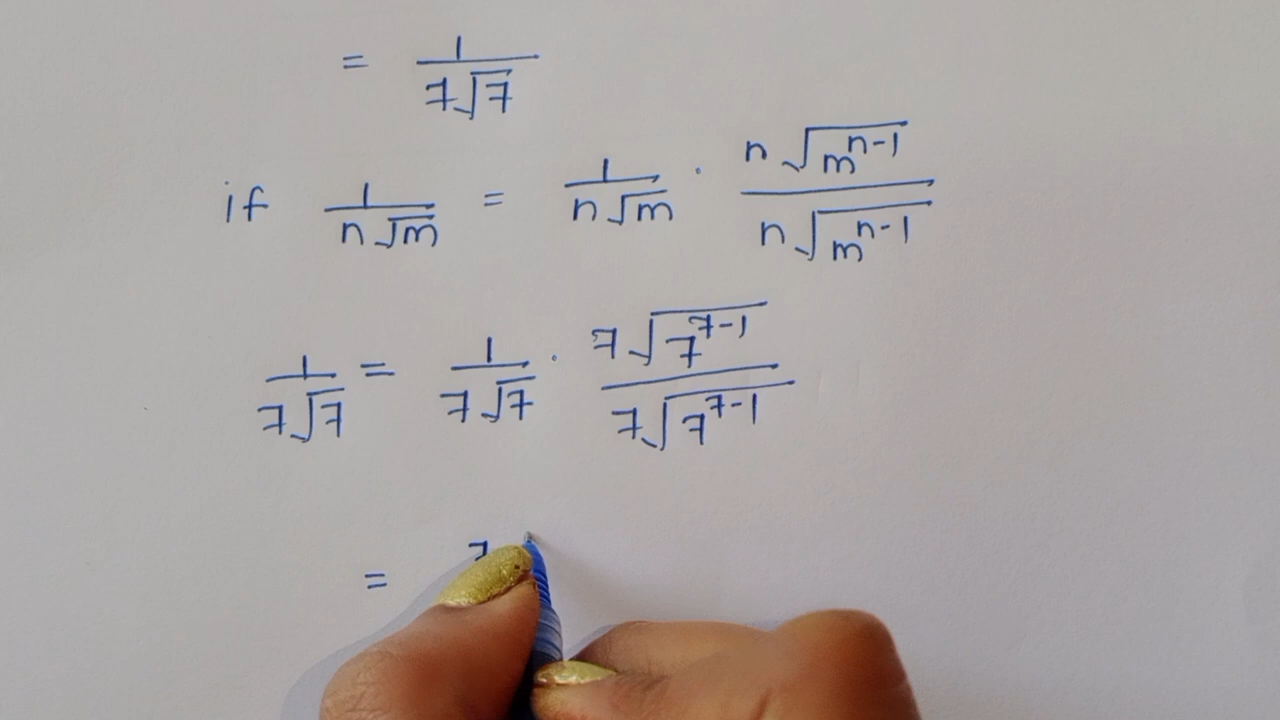 = 1/7√7
if 1/n√m = 1/n√m · n√m^(n-1)/n√m^(n-1)
1/7√7 = 1/7√7 · 7√7^(7-1)/7√7^(7-1)
= 7